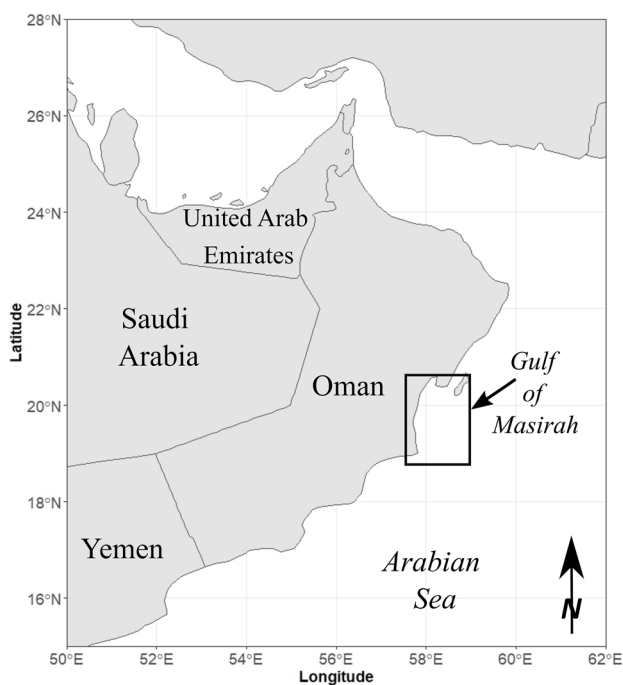 28°N
26°N
24°N
22°N
20°N
18°N
16°N
Latitude
United Arab
Emirates
Saudi
Arabia
Oman
Gulf
of
Masirah
Yemen
Arabian
Sea
N
50°E 52°E 54°E 56°E 58°E 60°E 62°E
Longitude